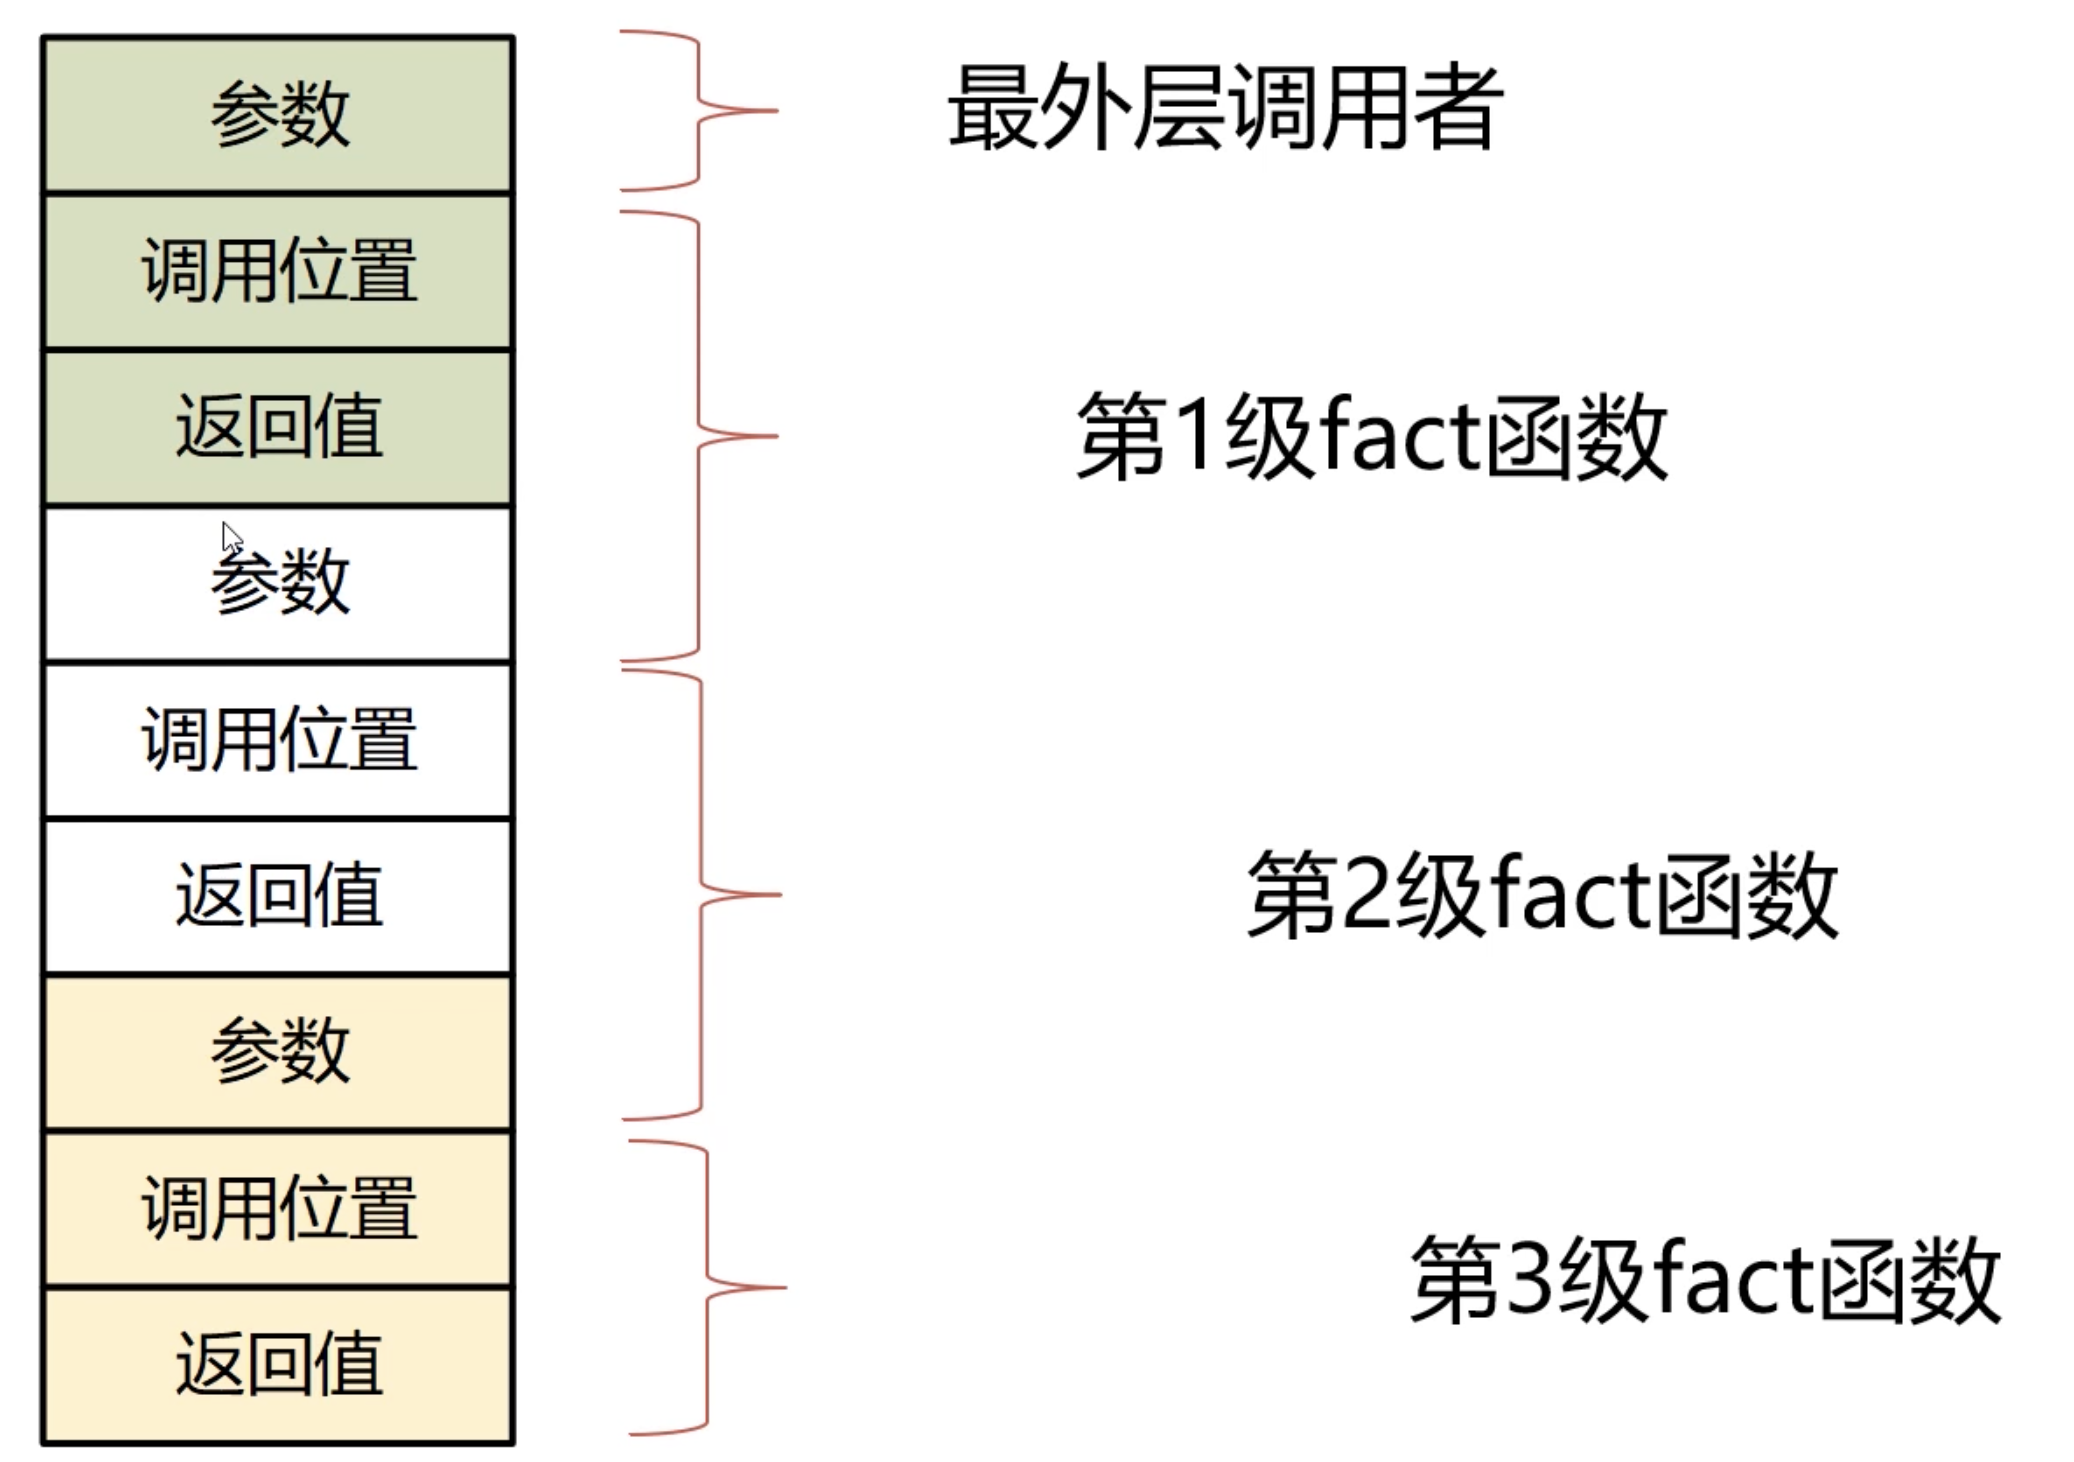 参数
最外层调用者
调用位置
返回值
第1级fact函数
参数
调用位置
返回值
第2级fact函数
参数
调用位置
第3级fact函数
返回值